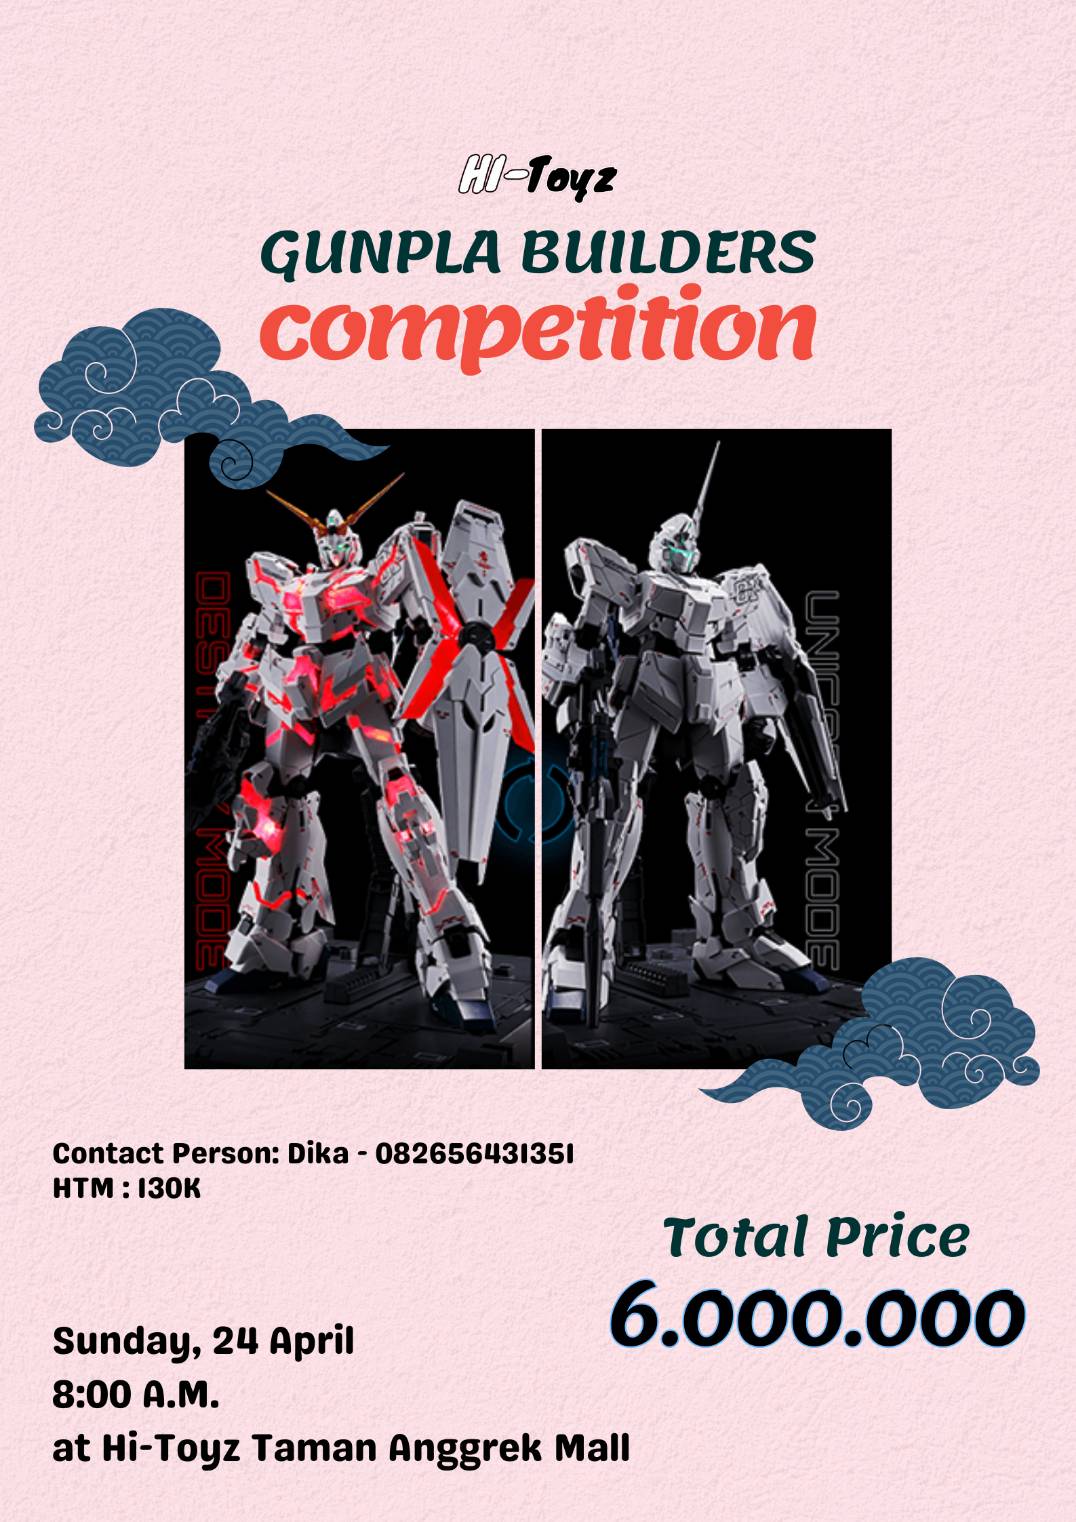 HI-Toyz
GUNPLA BUILDERS
competition
MODE
UNICORN MODE
Contact Person: Dika - 082656431351
HTM : 130K
Total Price
6.000.000
Sunday, 24 April
8:00 A.M.
at Hi-Toyz Taman Anggrek Mall